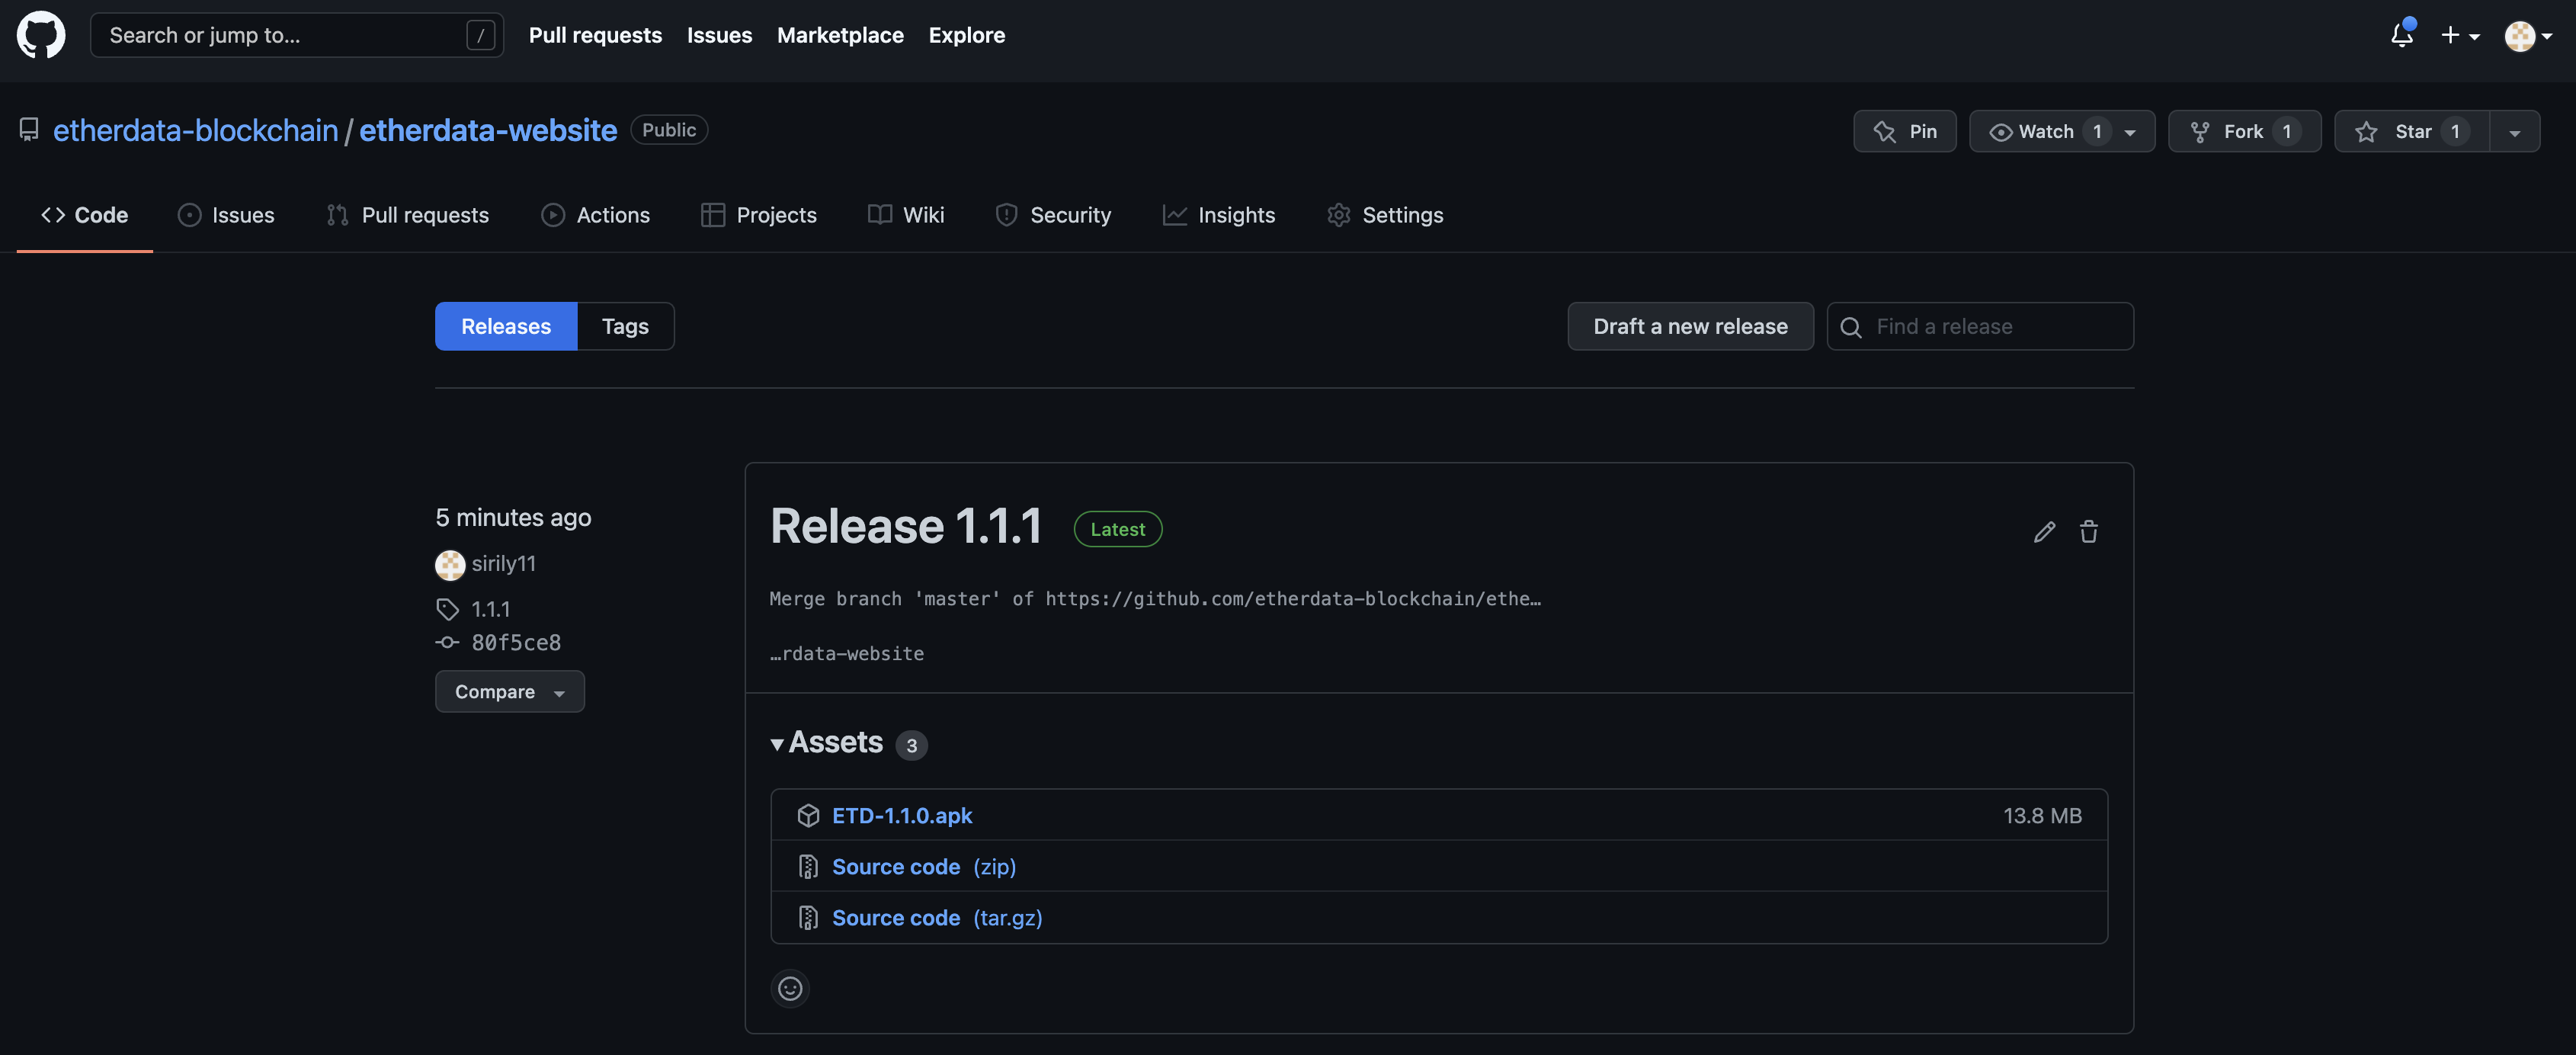 Search or jump to... / Pull requests Issues Marketplace Explore
etherdata-blockchain / etherdata-website Public Pin Watch 1 Fork 1 Star 1
Code Issues Pull requests Actions Projects Wiki Security Insights Settings
Releases Tags Draft a new release Find a release
5 minutes ago
sirily11
1.1.1
80f5ce8
Compare
Release 1.1.1 Latest
Merge branch 'master' of https://github.com/etherdata-blockchain/ethe…
…rdata-website
Assets 3
ETD-1.1.0.apk 13.8 MB
Source code (zip)
Source code (tar.gz)